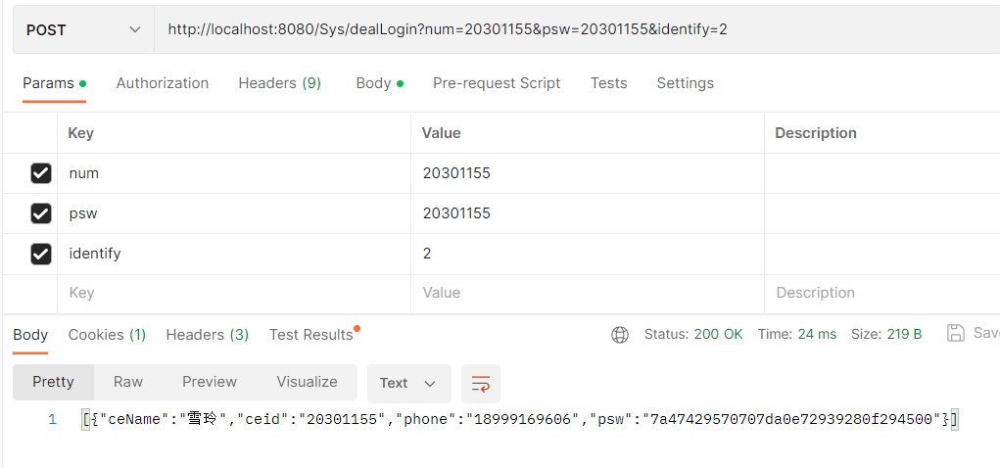 POST http://localhost:8080/Sys/dealLogin?num=20301155&psw=20301155&identify=2
Params Authorization Headers (9) Body Pre-request Script Tests Settings
Key Value Description
num 20301155
psw 20301155
identify 2
Key Value Description
Body Cookies (1) Headers (3) Test Results Status: 200 OK Time: 24 ms Size: 219 B
Pretty Raw Preview Visualize Text
1 [{"ceName":"雪玲","ceid":"20301155","phone":"18999169606","psw":"7a47429570707da0e72939280f294500"}]